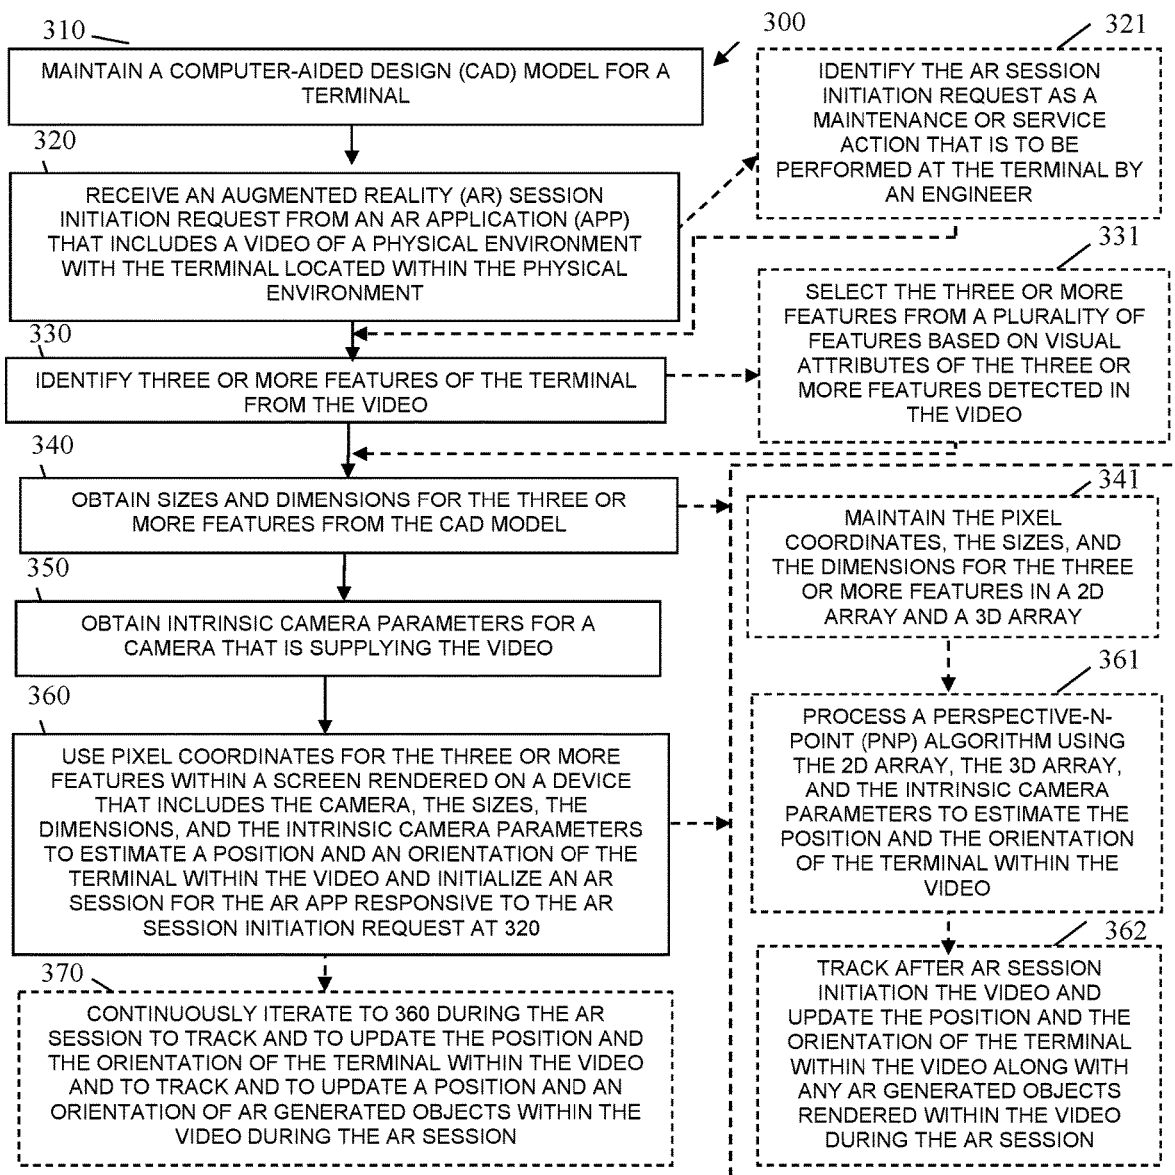 300
310
MAINTAIN A COMPUTER-AIDED DESIGN (CAD) MODEL FOR A
TERMINAL
320
RECEIVE AN AUGMENTED REALITY (AR) SESSION
INITIATION REQUEST FROM AN AR APPLICATION (APP)
THAT INCLUDES A VIDEO OF A PHYSICAL ENVIRONMENT
WITH THE TERMINAL LOCATED WITHIN THE PHYSICAL
ENVIRONMENT
321
IDENTIFY THE AR SESSION
INITIATION REQUEST AS A
MAINTENANCE OR SERVICE
ACTION THAT IS TO BE
PERFORMED AT THE TERMINAL BY
AN ENGINEER
330
IDENTIFY THREE OR MORE FEATURES OF THE TERMINAL
FROM THE VIDEO
331
SELECT THE THREE OR MORE
FEATURES FROM A PLURALITY OF
FEATURES BASED ON VISUAL
ATTRIBUTES OF THE THREE OR
MORE FEATURES DETECTED IN
THE VIDEO
340
OBTAIN SIZES AND DIMENSIONS FOR THE THREE OR
MORE FEATURES FROM THE CAD MODEL
341
MAINTAIN THE PIXEL
COORDINATES, THE SIZES, AND
THE DIMENSIONS FOR THE THREE
OR MORE FEATURES IN A 2D
ARRAY AND A 3D ARRAY
350
OBTAIN INTRINSIC CAMERA PARAMETERS FOR A
CAMERA THAT IS SUPPLYING THE VIDEO
360
USE PIXEL COORDINATES FOR THE THREE OR MORE
FEATURES WITHIN A SCREEN RENDERED ON A DEVICE
THAT INCLUDES THE CAMERA, THE SIZES, THE
DIMENSIONS, AND THE INTRINSIC CAMERA PARAMETERS
TO ESTIMATE A POSITION AND AN ORIENTATION OF THE
TERMINAL WITHIN THE VIDEO AND INITIALIZE AN AR
SESSION FOR THE AR APP RESPONSIVE TO THE AR
SESSION INITIATION REQUEST AT 320
361
PROCESS A PERSPECTIVE-N-
POINT (PNP) ALGORITHM USING
THE 2D ARRAY, THE 3D ARRAY,
AND THE INTRINSIC CAMERA
PARAMETERS TO ESTIMATE THE
POSITION AND THE ORIENTATION
OF THE TERMINAL WITHIN THE
VIDEO
362
TRACK AFTER AR SESSION
INITIATION THE VIDEO AND
UPDATE THE POSITION AND THE
ORIENTATION OF THE TERMINAL
WITHIN THE VIDEO ALONG WITH
ANY AR GENERATED OBJECTS
RENDERED WITHIN THE VIDEO
DURING THE AR SESSION
370
CONTINUOUSLY ITERATE TO 360 DURING THE AR
SESSION TO TRACK AND TO UPDATE THE POSITION AND
THE ORIENTATION OF THE TERMINAL WITHIN THE VIDEO
AND TO TRACK AND TO UPDATE A POSITION AND AN
ORIENTATION OF AR GENERATED OBJECTS WITHIN THE
VIDEO DURING THE AR SESSION